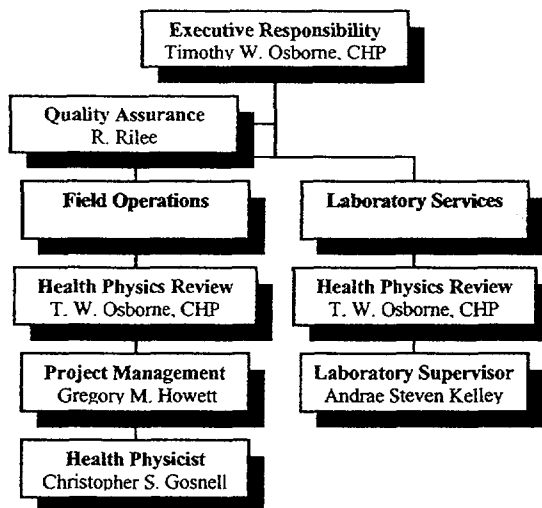 Executive Responsibility
Timothy W. Osborne, CHP
Quality Assurance
R. Rilee
Field Operations
Laboratory Services
Health Physics Review
T. W. Osborne, CHP
Health Physics Review
T. W. Osborne, CHP
Project Management
Gregory M. Howett
Laboratory Supervisor
Andrae Steven Kelley
Health Physicist
Christopher S. Gosnell